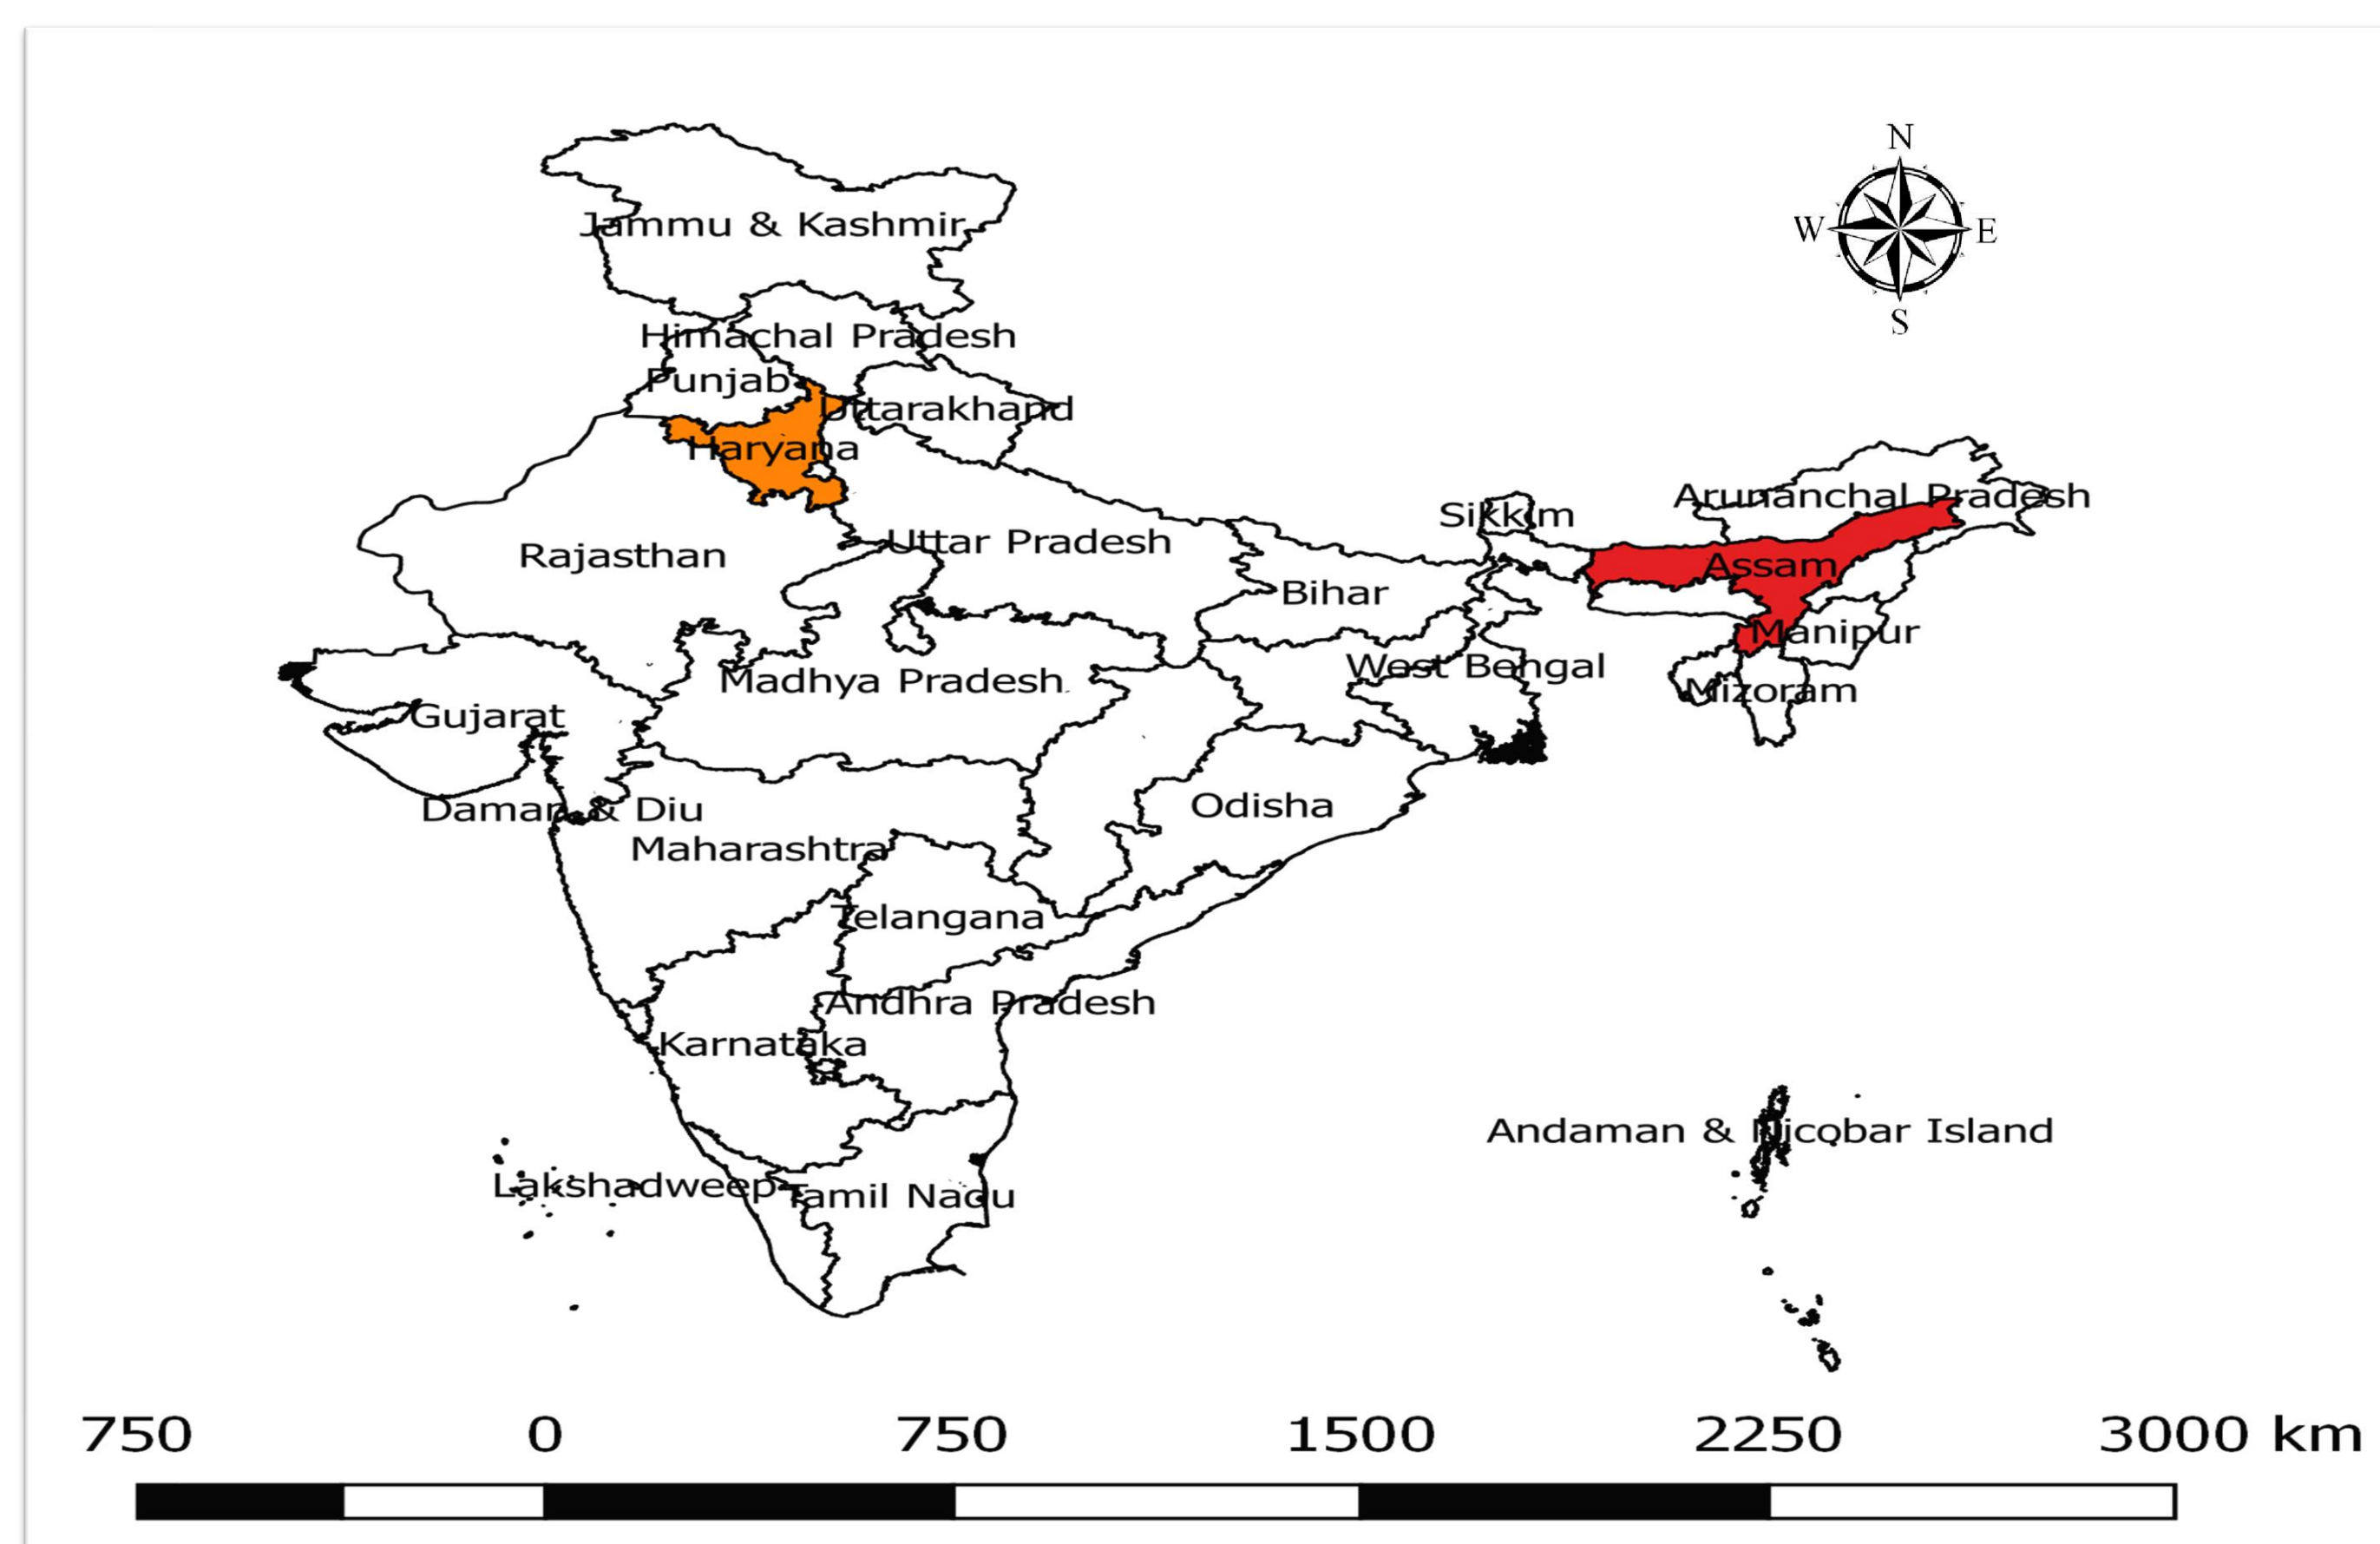 N
W E
S
Jammu & Kashmir
Himachal Pradesh
Punjab
Uttarakhand
Haryana
Arunanchal Pradesh
Sikkim
Rajasthan
Uttar Pradesh
Assam
Bihar
Manipur
West Bengal
Madhya Pradesh
Mizoram
Gujarat
Daman & Diu
Odisha
Maharashtra
Telangana
Andhra Pradesh
Karnataka
Andaman & Nicobar Island
Lakshadweep
Tamil Nadu
750 0 750 1500 2250 3000 km